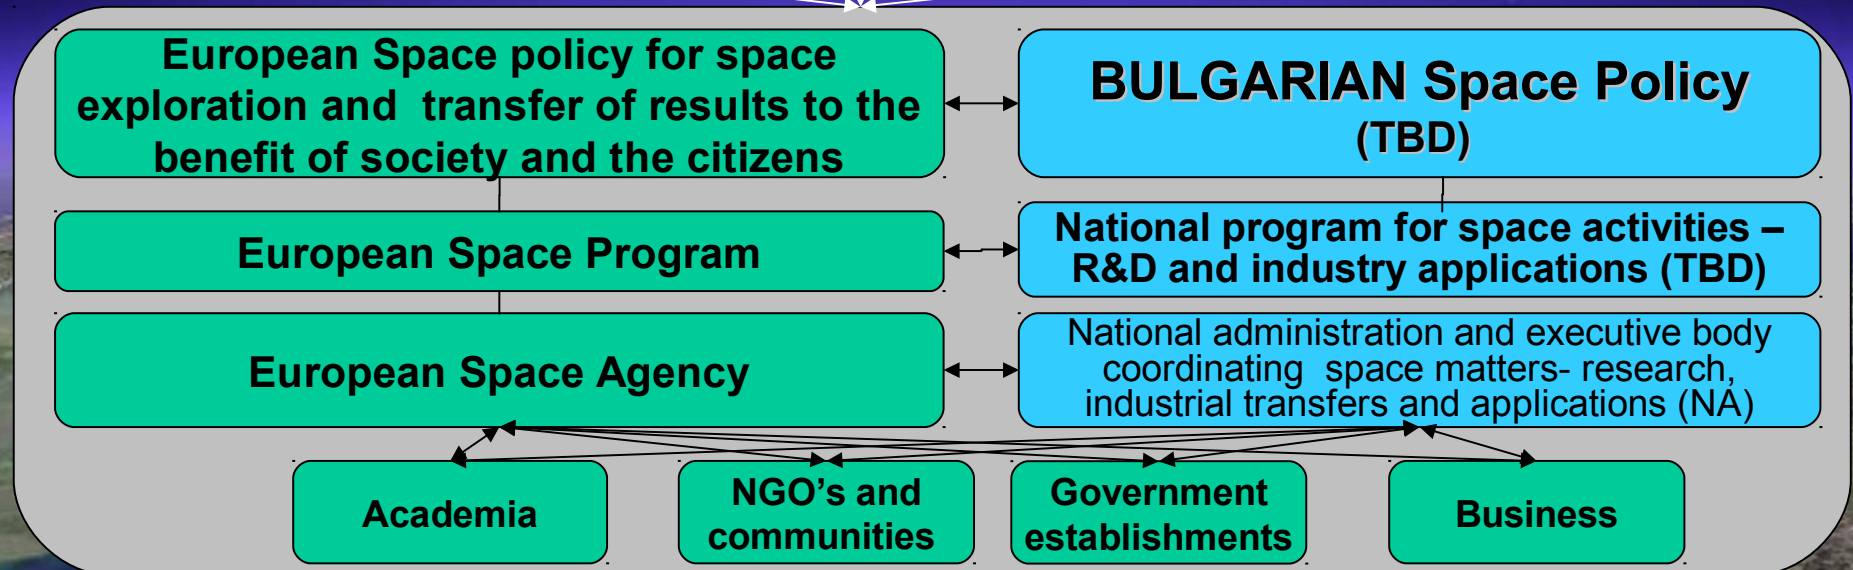 European Space policy for space
exploration and transfer of results to the
benefit of society and the citizens
BULGARIAN Space Policy
(TBD)
European Space Program
National program for space activities –
R&D and industry applications (TBD)
European Space Agency
National administration and executive body
coordinating space matters- research,
industrial transfers and applications (NA)
Academia
NGO’s and
communities
Government
establishments
Business